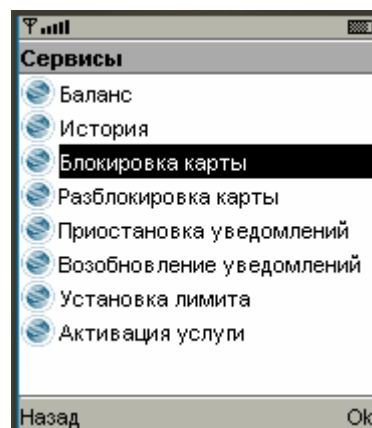 Сервисы
Баланс
История
Блокировка карты
Разблокировка карты
Приостановка уведомлений
Возобновление уведомлений
Установка лимита
Активация услуги
Назад Ok